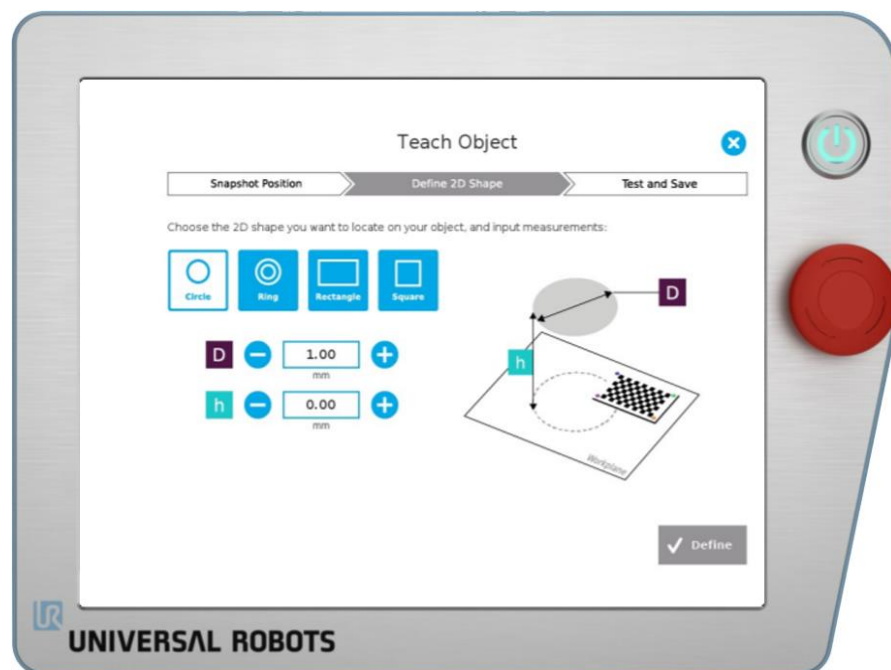 Teach Object
Snapshot Position Define 2D Shape Test and Save
Choose the 2D shape you want to locate on your object, and input measurements:
Circle Ring Rectangle Square
D
D 1.00
mm
h
h 0.00
mm
Workplane
Define
UR
UNIVERSAL ROBOTS